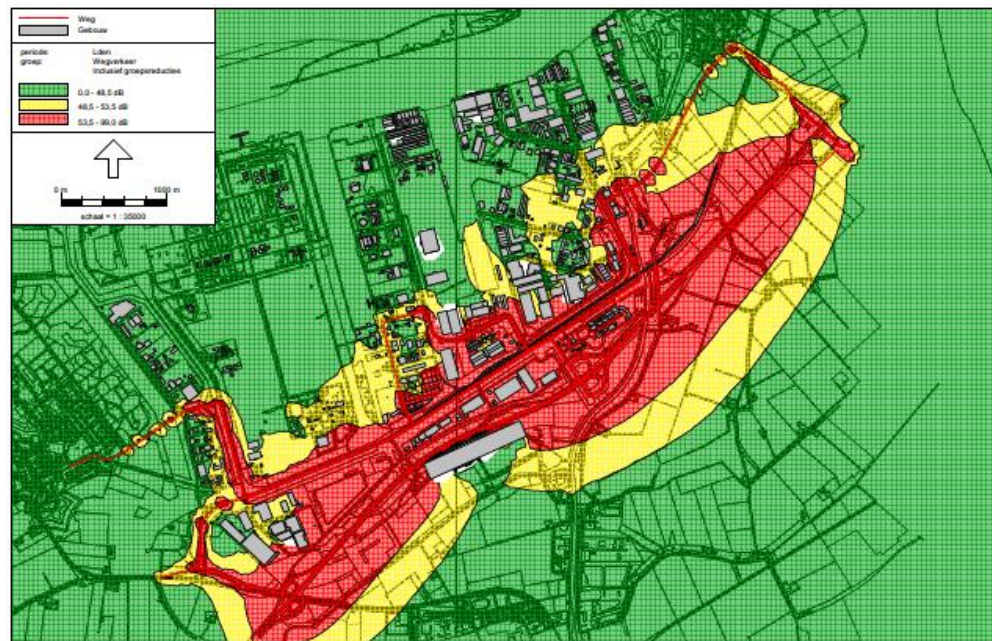 Weg
Gebouw
periode: Lden
groep: Wegverkeer
Inclusief groepsreducties
0,0 - 48,5 dB
48,5 - 53,5 dB
53,5 - 99,0 dB
0 m 1000 m
schaal = 1 : 35000